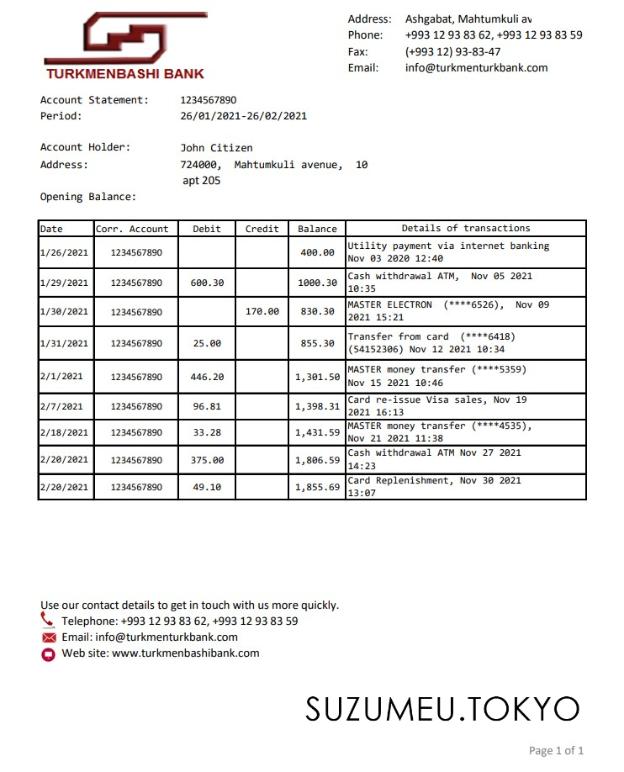 TURKMENBASHI BANK
Address: Ashgabat, Mahtumkuli av
Phone: +993 12 93 83 62, +993 12 93 83 59
Fax: (+993 12) 93-83-47
Email: info@turkmenturkbank.com
Account Statement: 1234567890
Period: 26/01/2021-26/02/2021
Account Holder: John Citizen
Address: 724000, Mahtumkuli avenue, 10
apt 205
Opening Balance:
Date Corr. Account Debit Credit Balance Details of transactions
1/26/2021 1234567890 400.00 Utility payment via internet banking
Nov 03 2020 12:40
1/29/2021 1234567890 600.30 1000.30 Cash withdrawal ATM, Nov 05 2021
10:35
1/30/2021 1234567890 170.00 830.30 MASTER ELECTRON (****6526), Nov 09
2021 15:21
1/31/2021 1234567890 25.00 855.30 Transfer from card (****6418)
(54152306) Nov 12 2021 10:34
2/1/2021 1234567890 446.20 1,301.50 MASTER money transfer (****5359)
Nov 15 2021 10:46
2/7/2021 1234567890 96.81 1,398.31 Card re-issue Visa sales, Nov 19
2021 16:13
2/18/2021 1234567890 33.28 1,431.59 MASTER money transfer (****4535),
Nov 21 2021 11:38
2/20/2021 1234567890 375.00 1,806.59 Cash withdrawal ATM Nov 27 2021
14:23
2/20/2021 1234567890 49.10 1,855.69 Card Replenishment, Nov 30 2021
13:07
Use our contact details to get in touch with us more quickly.
Telephone: +993 12 93 83 62, +993 12 93 83 59
Email: info@turkmenturkbank.com
Web site: www.turkmenbashibank.com
SUZUMEU.TOKYO
Page 1 of 1